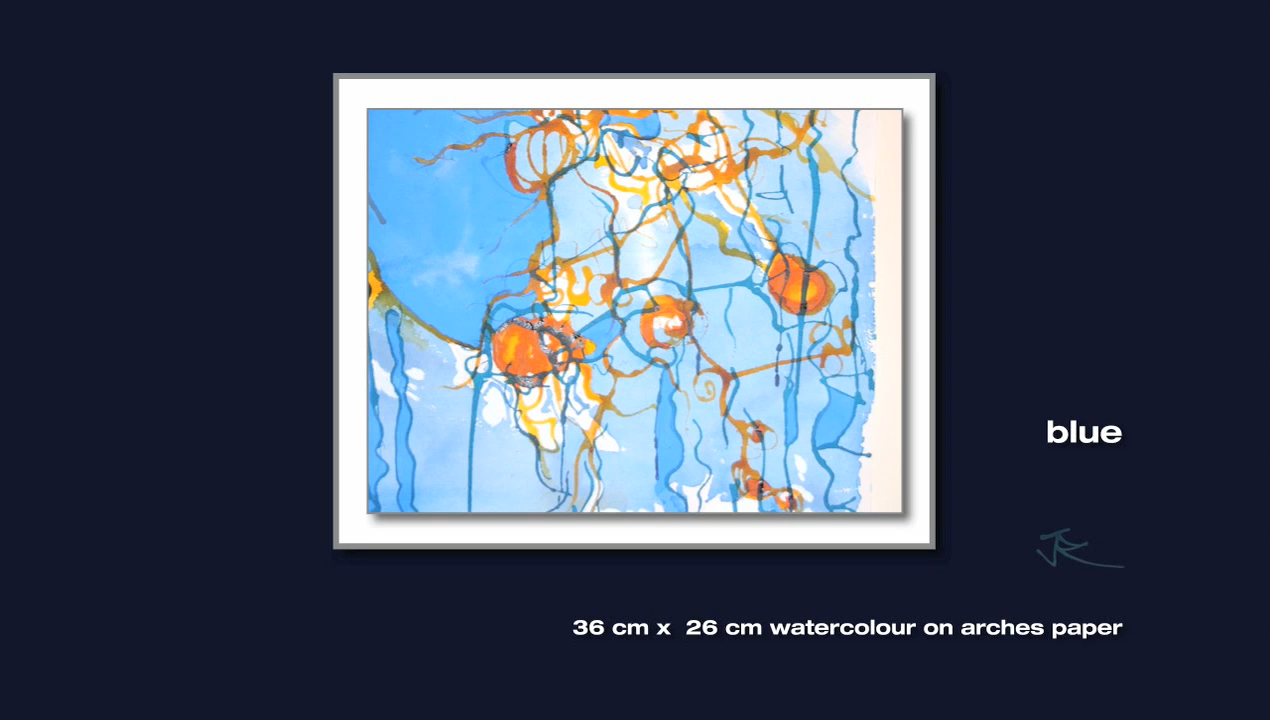 blue
36 cm x 26 cm watercolour on arches paper